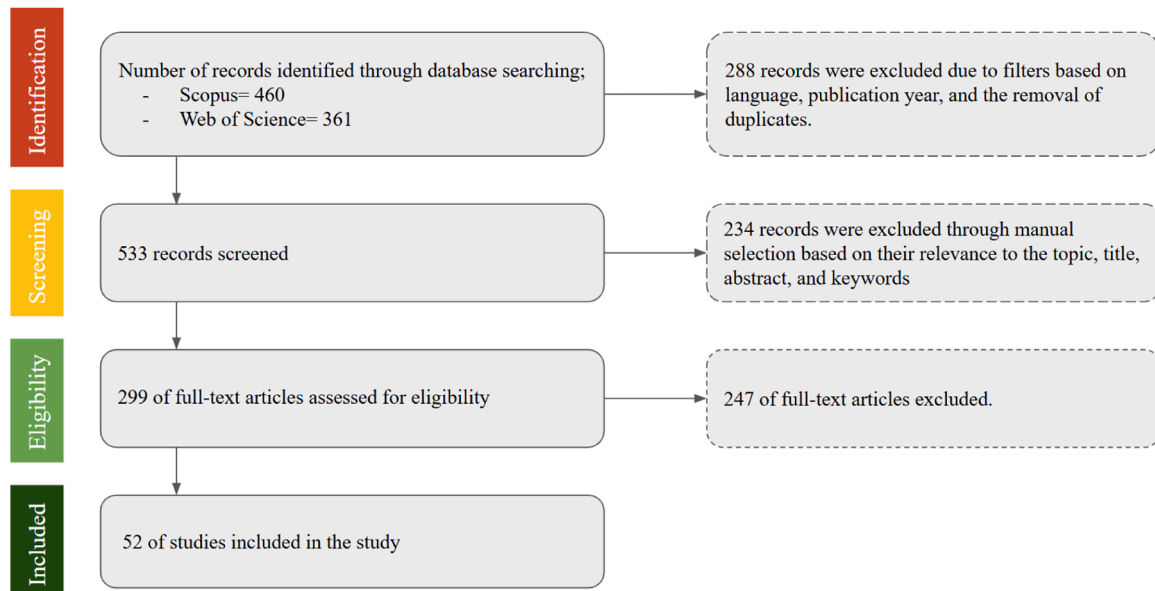 Identification
Number of records identified through database searching;
- Scopus= 460
- Web of Science= 361
288 records were excluded due to filters based on
language, publication year, and the removal of
duplicates.
Screening
533 records screened
234 records were excluded through manual
selection based on their relevance to the topic, title,
abstract, and keywords
Eligibility
299 of full-text articles assessed for eligibility
247 of full-text articles excluded.
Included
52 of studies included in the study